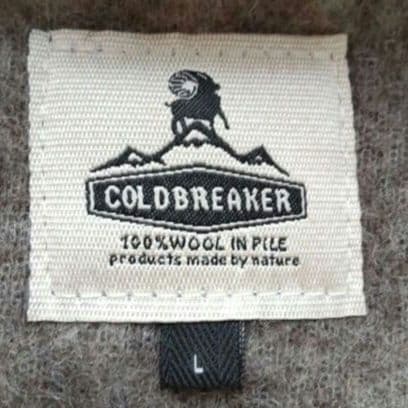 COLDBREAKER
100%WOOL IN PILE
products made by nature
L